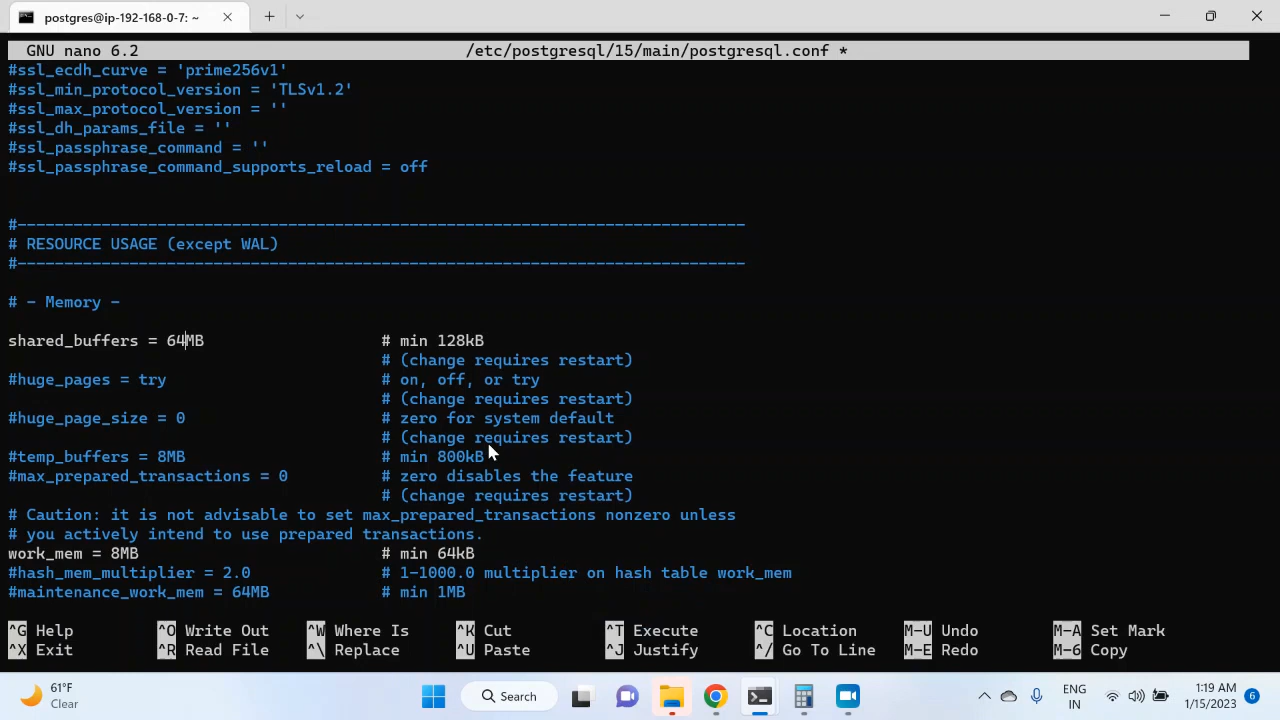 postgres@ip-192-168-0-7: ~
GNU nano 6.2 /etc/postgresql/15/main/postgresql.conf *
#ssl_ecdh_curve = 'prime256v1'
#ssl_min_protocol_version = 'TLSv1.2'
#ssl_max_protocol_version = ''
#ssl_dh_params_file = ''
#ssl_passphrase_command = ''
#ssl_passphrase_command_supports_reload = off
#------------------------------------------------------------------------------
# RESOURCE USAGE (except WAL)
#------------------------------------------------------------------------------
# - Memory -
shared_buffers = 64MB # min 128kB
# (change requires restart)
#huge_pages = try # on, off, or try
# (change requires restart)
#huge_page_size = 0 # zero for system default
# (change requires restart)
#temp_buffers = 8MB # min 800kB
#max_prepared_transactions = 0 # zero disables the feature
# (change requires restart)
# Caution: it is not advisable to set max_prepared_transactions nonzero unless
# you actively intend to use prepared transactions.
work_mem = 8MB # min 64kB
#hash_mem_multiplier = 2.0 # 1-1000.0 multiplier on hash table work_mem
#maintenance_work_mem = 64MB # min 1MB
^G Help ^O Write Out ^W Where Is ^K Cut ^T Execute ^C Location M-U Undo M-A Set Mark
^X Exit ^R Read File ^\ Replace ^U Paste ^J Justify ^/ Go To Line M-E Redo M-6 Copy
61°F
Clear
Search
ENG
IN
1:19 AM
1/15/2023
6